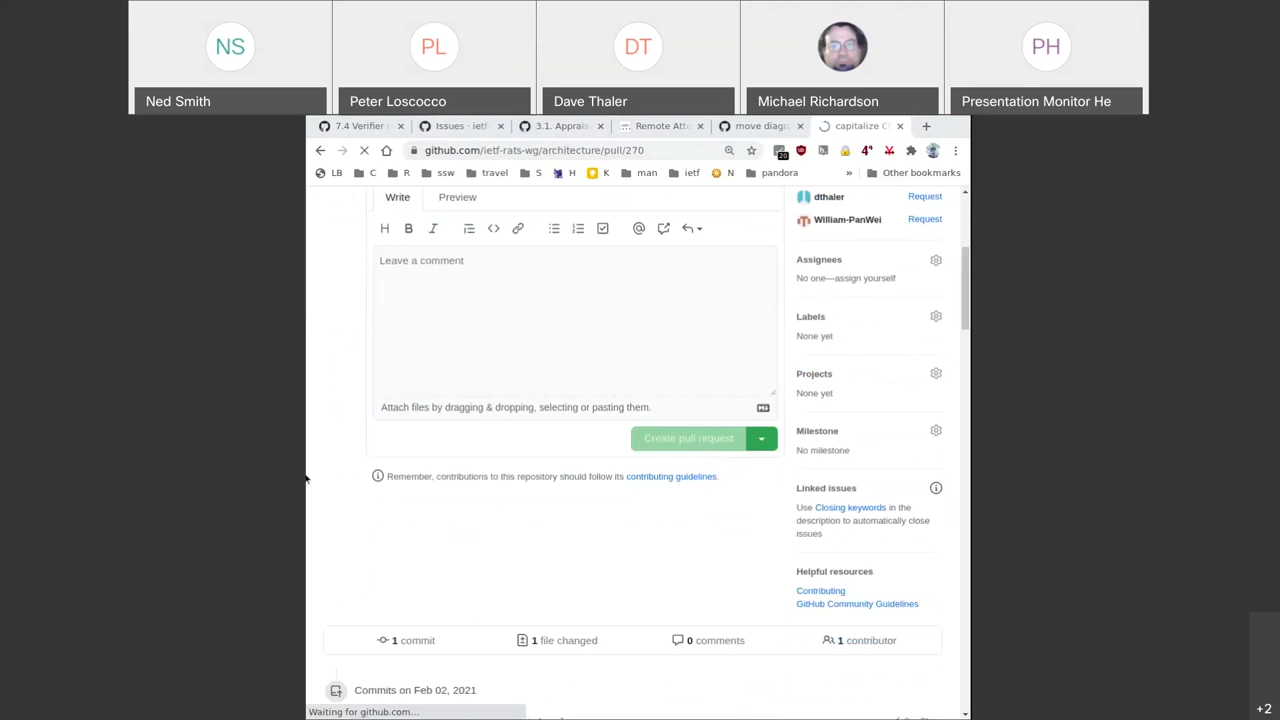 NS
PL
DT
PH
Ned Smith
Peter Loscocco
Dave Thaler
Michael Richardson
Presentation Monitor He
7.4 Verifier
Issues · ietf-
3.1. Apprais
Remote Atte
move diagr
capitalize C
github.com/ietf-rats-wg/architecture/pull/270
20
LB
C
R
ssw
travel
S
H
K
man
ietf
N
pandora
»
Other bookmarks
Write
Preview
dthaler
Request
William-PanWei
Request
Leave a comment
Assignees
No one—assign yourself
Labels
None yet
Projects
None yet
Attach files by dragging & dropping, selecting or pasting them.
Create pull request
Milestone
No milestone
Remember, contributions to this repository should follow its contributing guidelines.
Linked issues
Use Closing keywords in the
description to automatically close
issues
Helpful resources
Contributing
GitHub Community Guidelines
1 commit
1 file changed
0 comments
1 contributor
Commits on Feb 02, 2021
Waiting for github.com...
+2